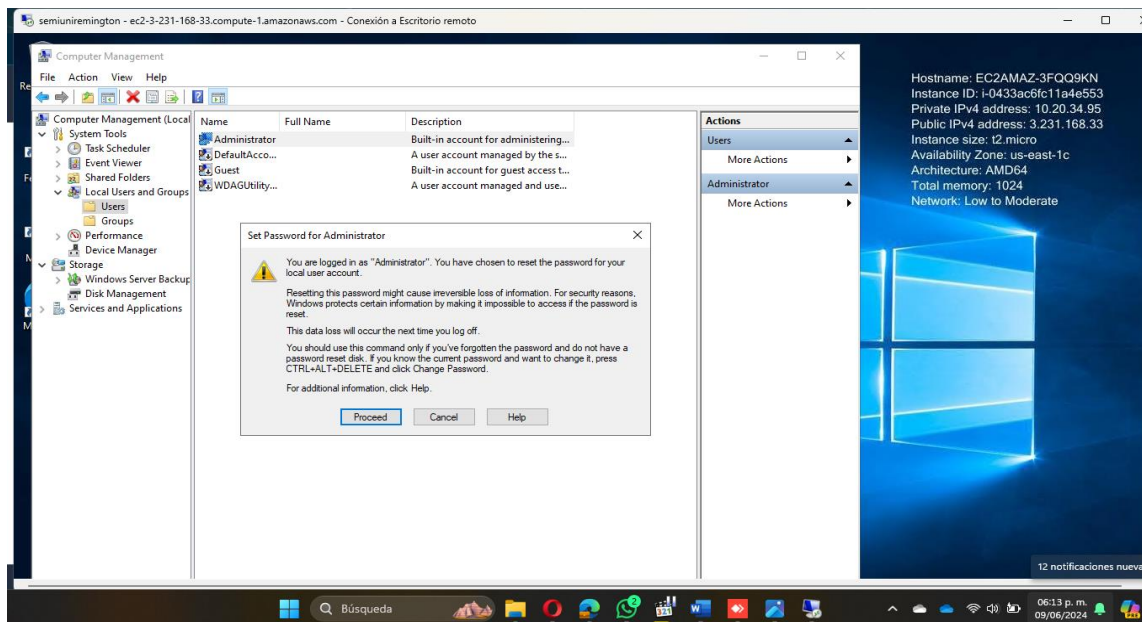 semiuniremington - ec2-3-231-168-33.compute-1.amazonaws.com - Conexión a Escritorio remoto
Computer Management
File Action View Help
Computer Management (Local
System Tools
Task Scheduler
Event Viewer
Shared Folders
Local Users and Groups
Users
Groups
Performance
Device Manager
Storage
Windows Server Backup
Disk Management
Services and Applications
Name Full Name Description
Administrator Built-in account for administering...
DefaultAcco... A user account managed by the s...
Guest Built-in account for guest access t...
WDAGUtility... A user account managed and use...
Actions
Users
More Actions
Administrator
More Actions
Set Password for Administrator
You are logged in as "Administrator". You have chosen to reset the password for your
local user account.
Resetting this password might cause irreversible loss of information. For security reasons,
Windows protects certain information by making it impossible to access if the password is
reset.
This data loss will occur the next time you log off.
You should use this command only if you've forgotten the password and do not have a
password reset disk. If you know the current password and want to change it, press
CTRL+ALT+DELETE and click Change Password.
For additional information, click Help.
Proceed Cancel Help
Hostname: EC2AMAZ-3FQQ9KN
Instance ID: i-0433ac6fc11a4e553
Private IPv4 address: 10.20.34.95
Public IPv4 address: 3.231.168.33
Instance size: t2.micro
Availability Zone: us-east-1c
Architecture: AMD64
Total memory: 1024
Network: Low to Moderate
12 notificaciones nueva
Búsqueda
2
321
06:13 p. m.
09/06/2024